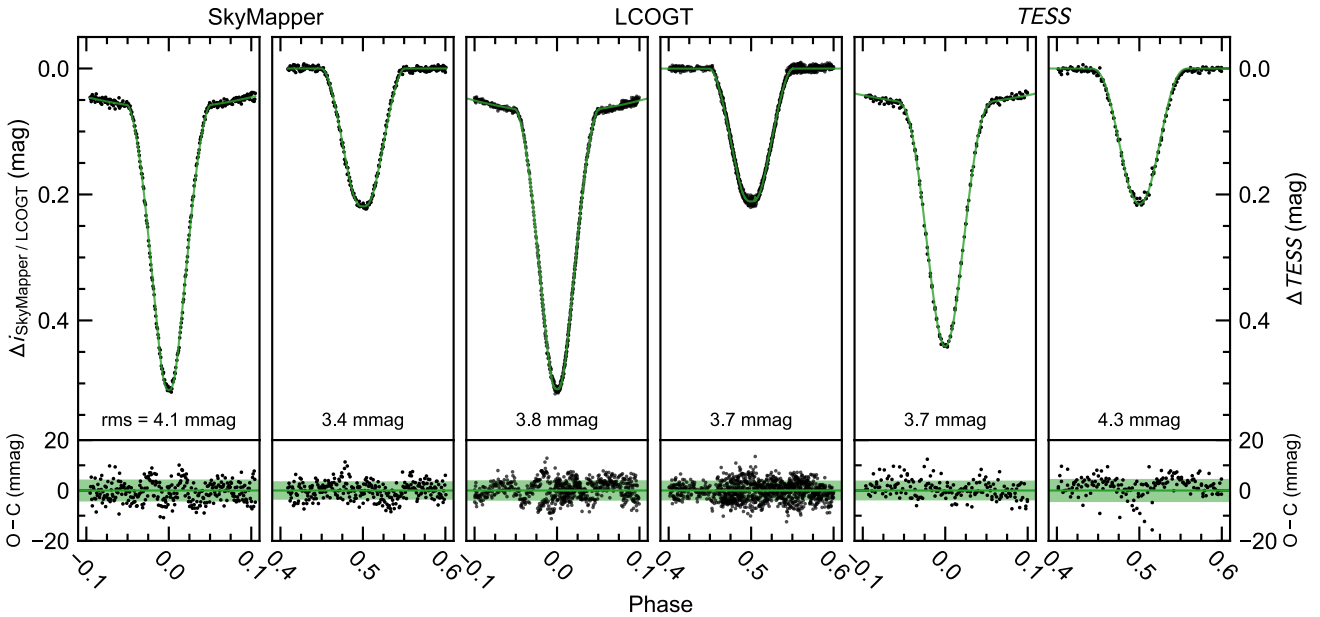 SkyMapper LCOGT TESS
0.0 0.0
0.2 0.2
0.4 0.4
Δi SkyMapper / LCOGT (mag)
Δ TESS (mag)
rms = 4.1 mmag 3.4 mmag 3.8 mmag 3.7 mmag 3.7 mmag 4.3 mmag
20 20
0 0
−20 −20
O − C (mmag)
O − C (mmag)
−0.1 0.0 0.1 0.4 0.5 0.6 −0.1 0.0 0.1 0.4 0.5 0.6 −0.1 0.0 0.1 0.4 0.5 0.6
Phase